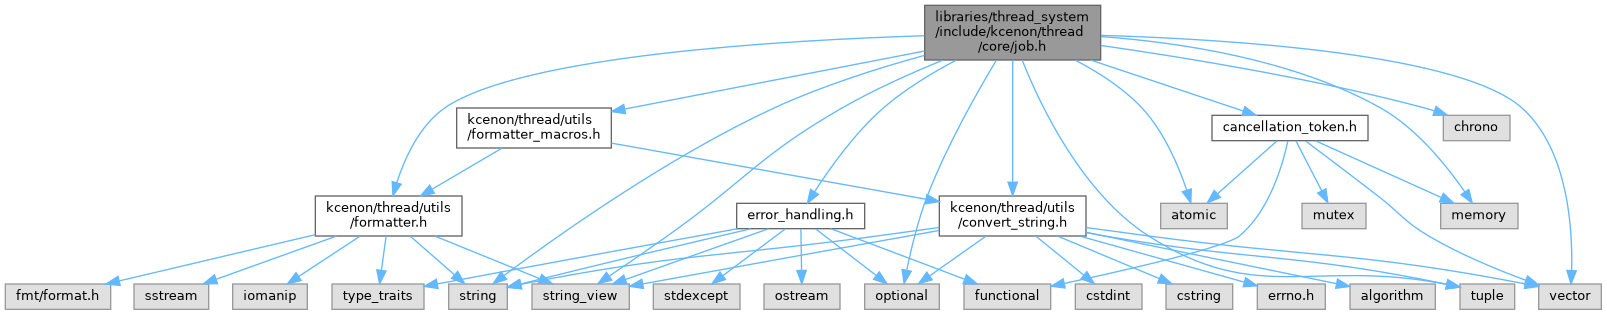 libraries/thread_system
/include/kcenon/thread
/core/job.h
kcenon/thread/utils
/formatter_macros.h
cancellation_token.h
chrono
kcenon/thread/utils
/formatter.h
error_handling.h
kcenon/thread/utils
/convert_string.h
atomic
mutex
memory
fmt/format.h
sstream
iomanip
type_traits
string
string_view
stdexcept
ostream
optional
functional
cstdint
cstring
errno.h
algorithm
tuple
vector